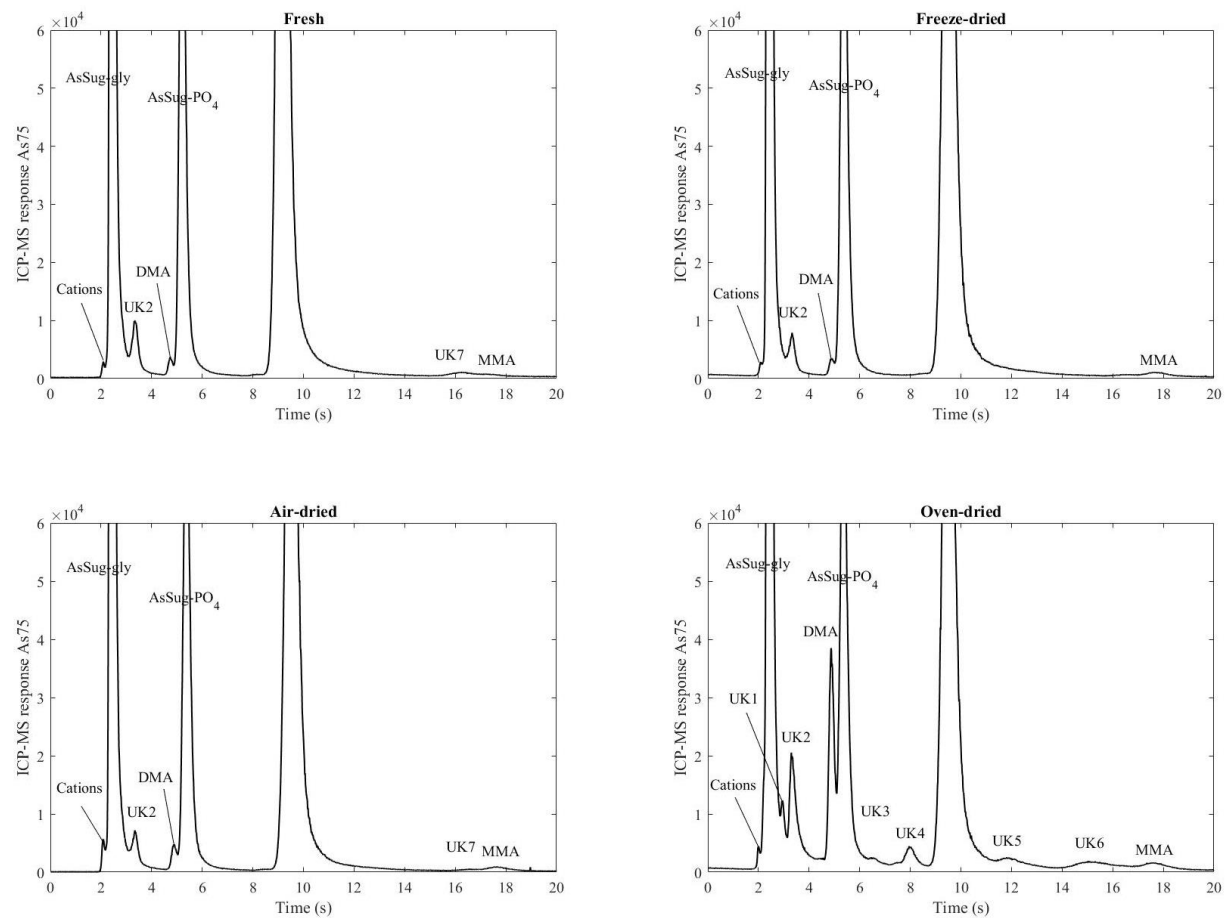 Fresh
×10⁴
6
5
4
3
2
1
0
ICP-MS response As75
AsSug-gly
AsSug-PO₄
Cations
UK2
DMA
UK7
MMA
0 2 4 6 8 10 12 14 16 18 20
Time (s)
Freeze-dried
×10⁴
6
5
4
3
2
1
0
ICP-MS response As75
AsSug-gly
AsSug-PO₄
Cations
UK2
DMA
MMA
0 2 4 6 8 10 12 14 16 18 20
Time (s)
Air-dried
×10⁴
6
5
4
3
2
1
0
ICP-MS response As75
AsSug-gly
AsSug-PO₄
Cations
UK2
DMA
UK7
MMA
0 2 4 6 8 10 12 14 16 18 20
Time (s)
Oven-dried
×10⁴
6
5
4
3
2
1
0
ICP-MS response As75
AsSug-gly
AsSug-PO₄
DMA
UK1
UK2
Cations
UK3
UK4
UK5
UK6
MMA
0 2 4 6 8 10 12 14 16 18 20
Time (s)